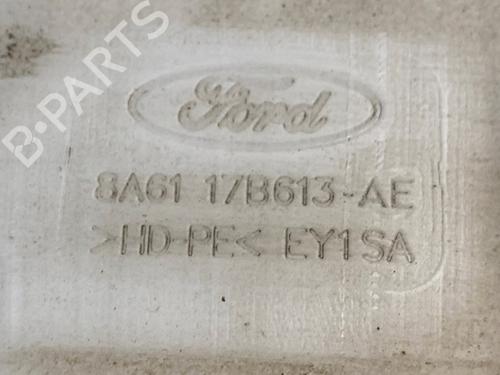 B-PARTS
Ford
8A61 17B613-AE
>HD-PE< EY1SA